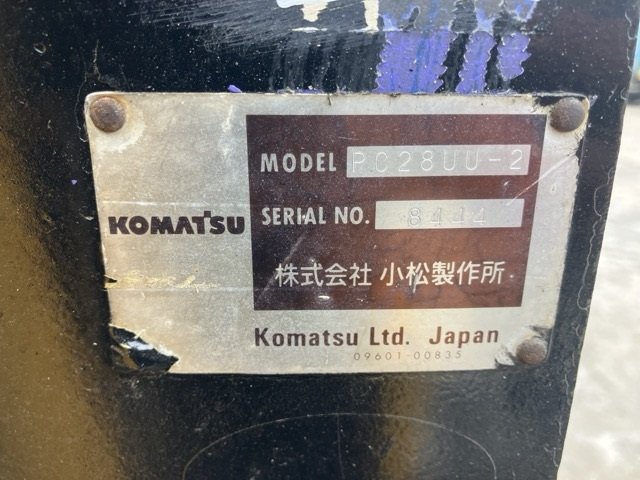 MODEL PC28UU-2
KOMATSU
SERIAL NO. 8444
株式会社 小松製作所
Komatsu Ltd. Japan
09601-00835